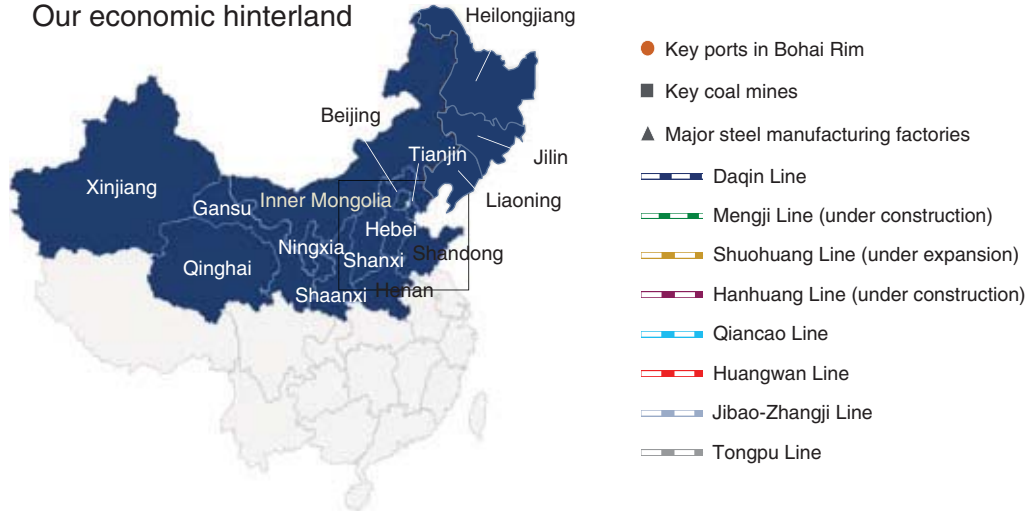 Our economic hinterland
Heilongjiang
Beijing
Tianjin
Jilin
Xinjiang
Inner Mongolia
Liaoning
Gansu
Hebei
Ningxia
Shandong
Qinghai
Shanxi
Shaanxi
Henan
Key ports in Bohai Rim
Key coal mines
Major steel manufacturing factories
Daqin Line
Mengji Line (under construction)
Shuohuang Line (under expansion)
Hanhuang Line (under construction)
Qiancao Line
Huangwan Line
Jibao-Zhangji Line
Tongpu Line